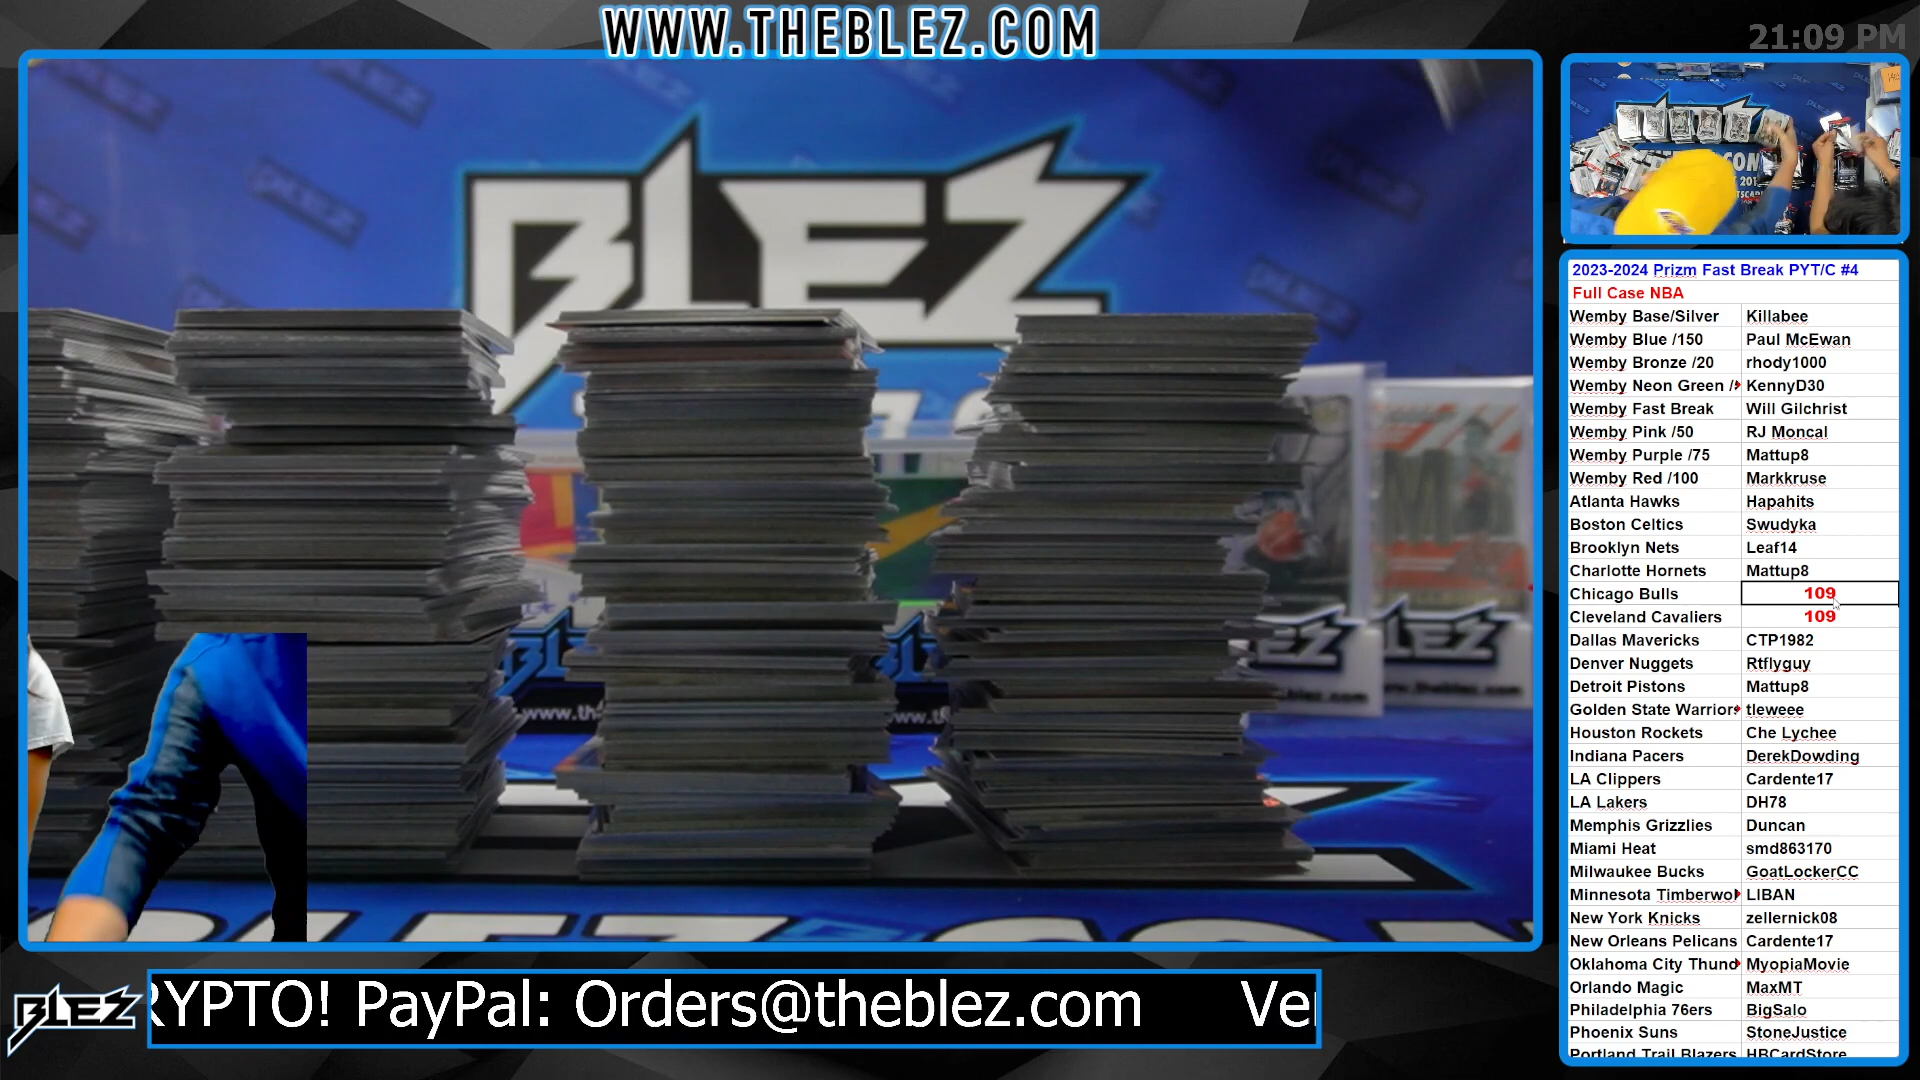 WWW.THEBLEZ.COM
21:09 PM
BLEZ
2023-2024 Prizm Fast Break PYT/C #4
Full Case NBA
Wemby Base/Silver Killabee
Wemby Blue /150 Paul McEwan
Wemby Bronze /20 rhody1000
Wemby Neon Green / KennyD30
Wemby Fast Break Will Gilchrist
Wemby Pink /50 RJ Moncal
Wemby Purple /75 Mattup8
Wemby Red /100 Markkruse
Atlanta Hawks Hapahits
Boston Celtics Swudyka
Brooklyn Nets Leaf14
Charlotte Hornets Mattup8
Chicago Bulls 109
Cleveland Cavaliers 109
Dallas Mavericks CTP1982
Denver Nuggets Rtflyguy
Detroit Pistons Mattup8
Golden State Warriors tleweee
Houston Rockets Che Lychee
Indiana Pacers DerekDowding
LA Clippers Cardente17
LA Lakers DH78
Memphis Grizzlies Duncan
Miami Heat smd863170
Milwaukee Bucks GoatLockerCC
Minnesota Timberwol LIBAN
New York Knicks zellernick08
New Orleans Pelicans Cardente17
Oklahoma City Thund MyopiaMovie
Orlando Magic MaxMT
Philadelphia 76ers BigSalo
Phoenix Suns StoneJustice
Portland Trail Blazers HBCardStore
BLEZ
RYPTO! PayPal: Orders@theblez.com Ve